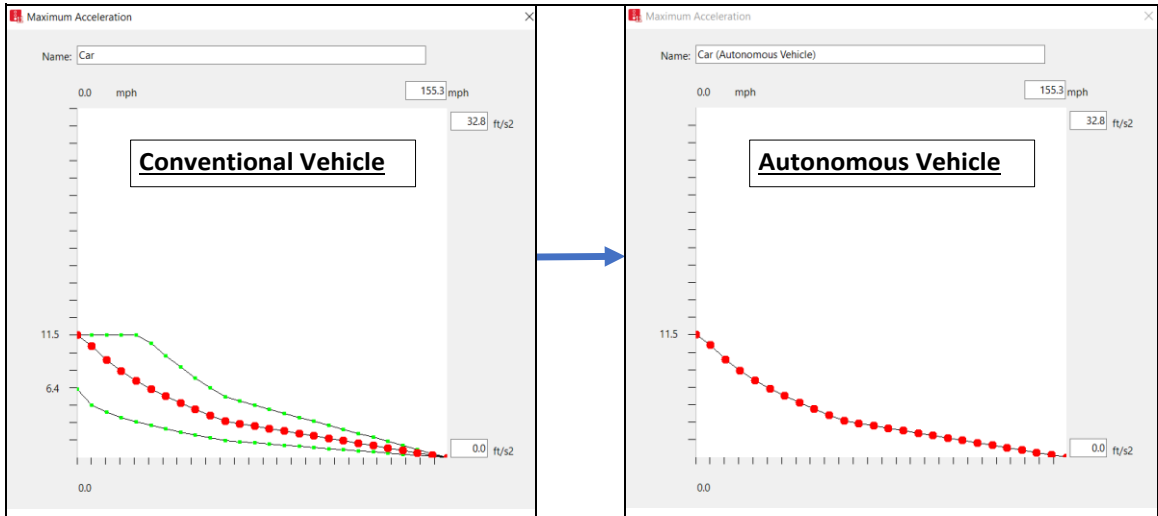 Maximum Acceleration
Name: Car
0.0 mph 155.3 mph
32.8 ft/s2
Conventional Vehicle
11.5
6.4
0.0 ft/s2
0.0
Maximum Acceleration
Name: Car (Autonomous Vehicle)
0.0 mph 155.3 mph
32.8 ft/s2
Autonomous Vehicle
11.5
0.0 ft/s2
0.0